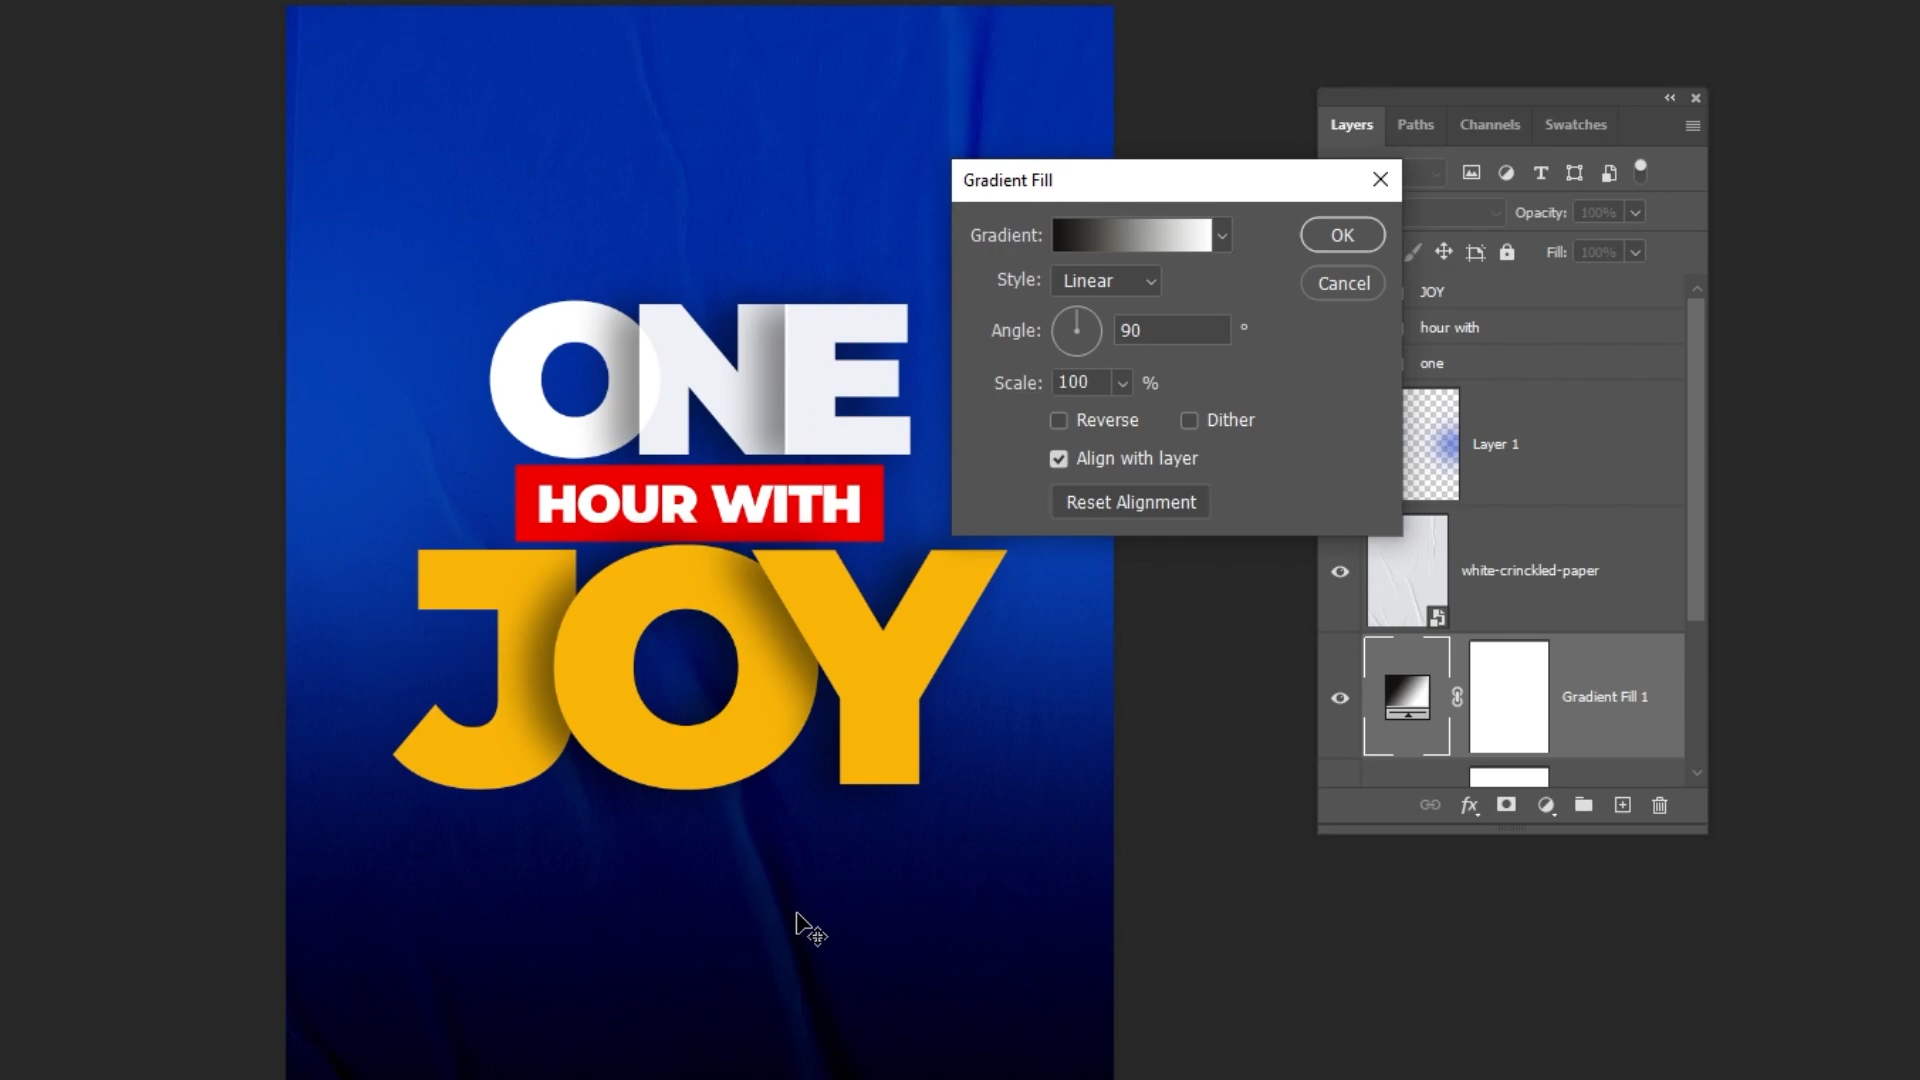 ONE
HOUR WITH
JOY
Gradient Fill
Gradient:
OK
Style: Linear
Cancel
Angle: 90 °
Scale: 100 %
Reverse Dither
Align with layer
Reset Alignment
Layers Paths Channels Swatches
T
Opacity: 100%
Fill: 100%
JOY
hour with
one
Layer 1
white-crinckled-paper
Gradient Fill 1
fx